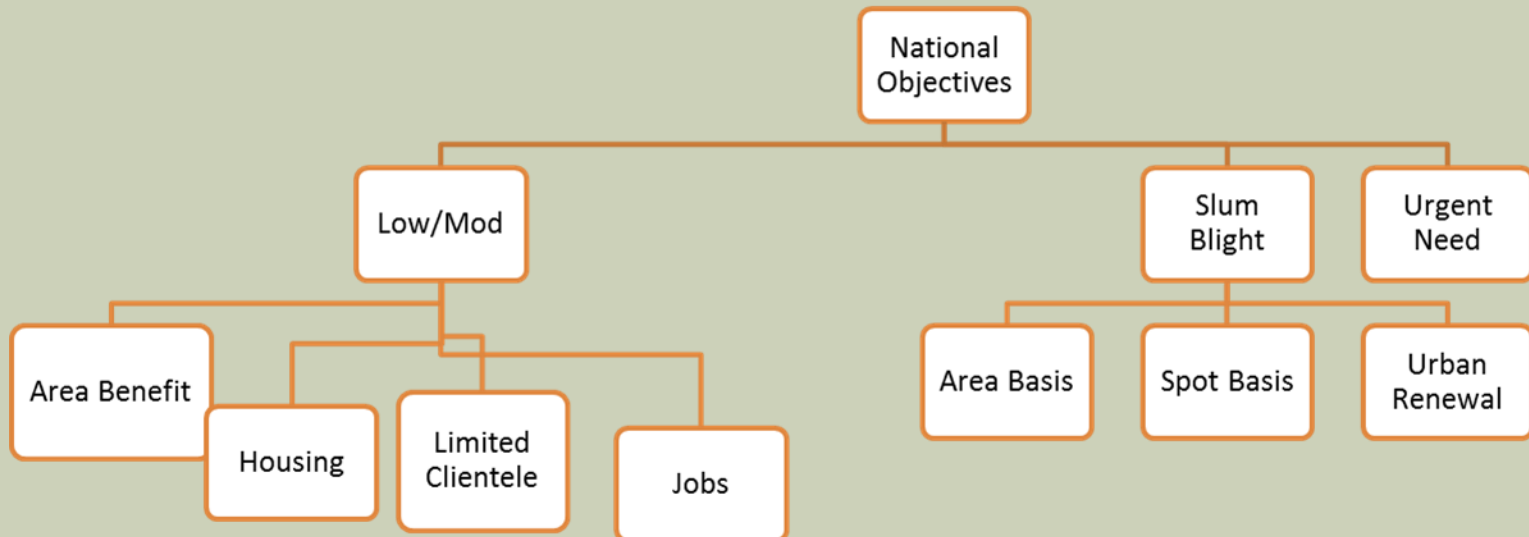 National
Objectives
Low/Mod
Slum
Blight
Urgent
Need
Area Benefit
Housing
Limited
Clientele
Jobs
Area Basis
Spot Basis
Urban
Renewal